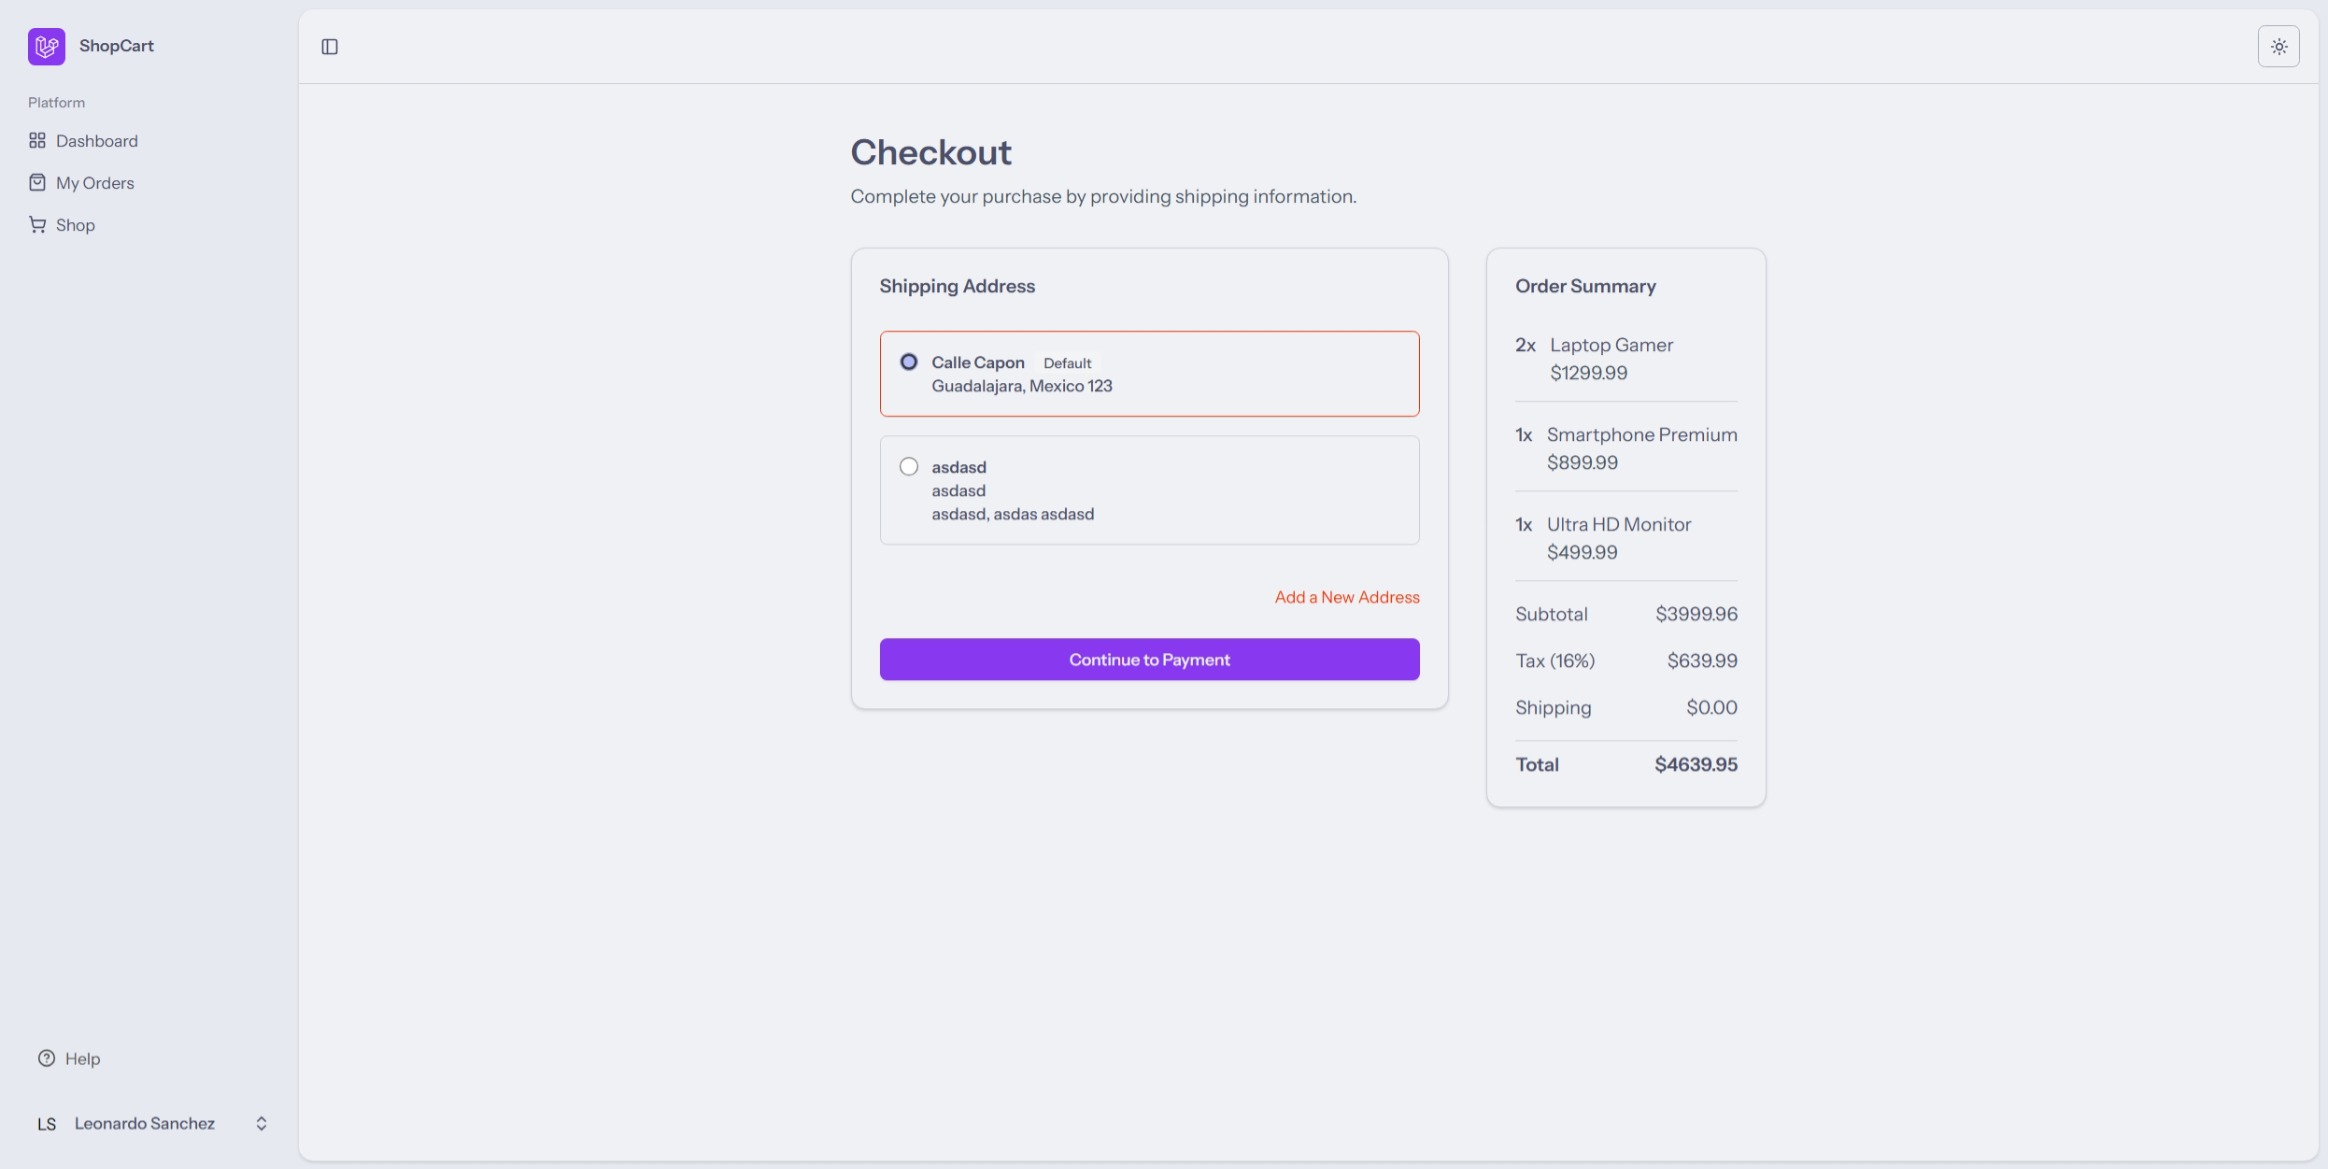 ShopCart
Platform
Dashboard
My Orders
Shop
Help
LS Leonardo Sanchez
Checkout
Complete your purchase by providing shipping information.
Shipping Address
Calle Capon Default
Guadalajara, Mexico 123
asdasd
asdasd
asdasd, asdas asdasd
Add a New Address
Continue to Payment
Order Summary
2x Laptop Gamer
$1299.99
1x Smartphone Premium
$899.99
1x Ultra HD Monitor
$499.99
Subtotal $3999.96
Tax (16%) $639.99
Shipping $0.00
Total $4639.95